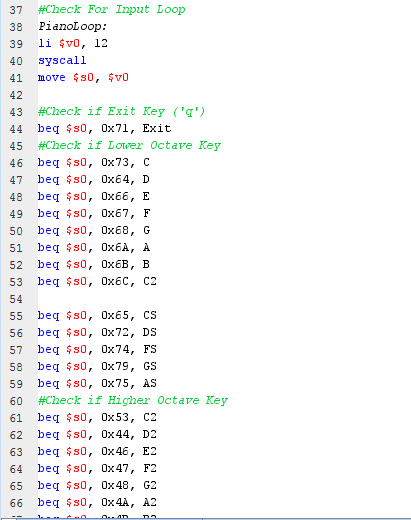 37 #Check For Input Loop
38 PianoLoop:
39 li $v0, 12
40 syscall
41 move $s0, $v0
42
43 #Check if Exit Key ('q')
44 beq $s0, 0x71, Exit
45 #Check if Lower Octave Key
46 beq $s0, 0x73, C
47 beq $s0, 0x64, D
48 beq $s0, 0x66, E
49 beq $s0, 0x67, F
50 beq $s0, 0x68, G
51 beq $s0, 0x6A, A
52 beq $s0, 0x6B, B
53 beq $s0, 0x6C, C2
54
55 beq $s0, 0x65, CS
56 beq $s0, 0x72, DS
57 beq $s0, 0x74, FS
58 beq $s0, 0x79, GS
59 beq $s0, 0x75, AS
60 #Check if Higher Octave Key
61 beq $s0, 0x53, C2
62 beq $s0, 0x44, D2
63 beq $s0, 0x46, E2
64 beq $s0, 0x47, F2
65 beq $s0, 0x48, G2
66 beq $s0, 0x4A, A2